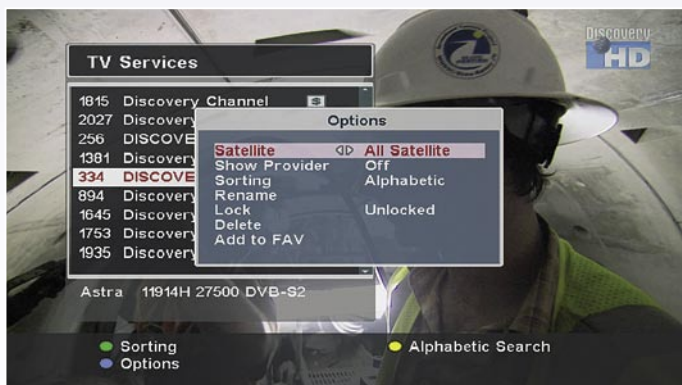 Discovery
HD
TV Services
1815 Discovery Channel $
2027 Discovery
256 DISCOVE
1381 Discovery
334 DISCOVE
894 Discovery
1645 Discovery
1753 Discovery
1935 Discovery
Options
Satellite All Satellite
Show Provider Off
Sorting Alphabetic
Rename
Lock Unlocked
Delete
Add to FAV
Astra 11914H 27500 DVB-S2
Sorting
Alphabetic Search
Options